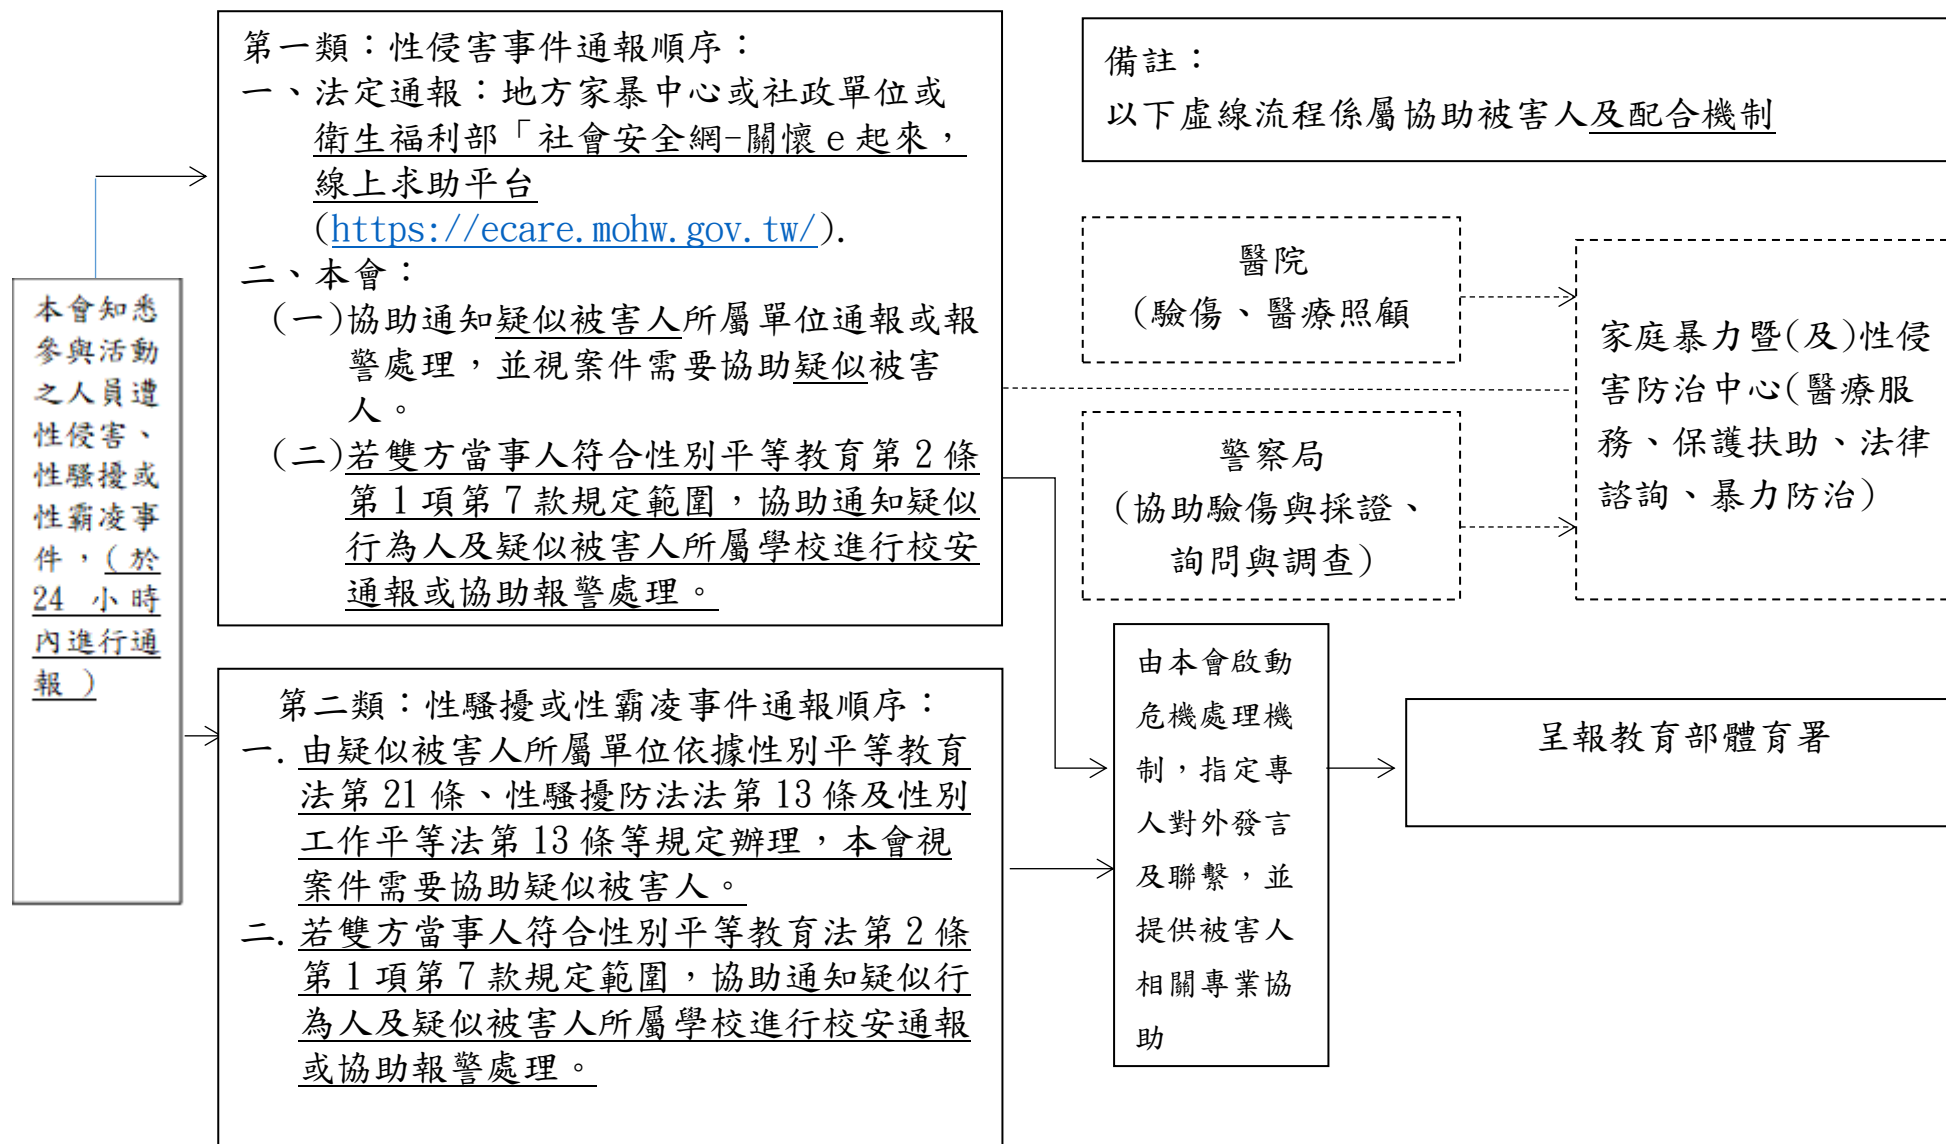 本會知悉
參與活動
之人員遭
性侵害、
性騷擾或
性霸凌事
件，(於
24 小時
內進行通
報 )
第一類：性侵害事件通報順序：
一、法定通報：地方家暴中心或社政單位或
衛生福利部「社會安全網-關懷 e 起來，
線上求助平台
(https://ecare.mohw.gov.tw/).
二、本會：
(一)協助通知疑似被害人所屬單位通報或報
警處理，並視案件需要協助疑似被害
人。
(二)若雙方當事人符合性別平等教育第 2 條
第 1 項第 7 款規定範圍，協助通知疑似
行為人及疑似被害人所屬學校進行校安
通報或協助報警處理。
第二類：性騷擾或性霸凌事件通報順序：
一. 由疑似被害人所屬單位依據性別平等教育
法第 21 條、性騷擾防法法第 13 條及性別
工作平等法第 13 條等規定辦理，本會視
案件需要協助疑似被害人。
二. 若雙方當事人符合性別平等教育法第 2 條
第 1 項第 7 款規定範圍，協助通知疑似行
為人及疑似被害人所屬學校進行校安通報
或協助報警處理。
備註：
以下虛線流程係屬協助被害人及配合機制
醫院
(驗傷、醫療照顧
警察局
(協助驗傷與採證、
詢問與調查)
家庭暴力暨(及)性侵
害防治中心(醫療服
務、保護扶助、法律
諮詢、暴力防治)
由本會啟動
危機處理機
制，指定專
人對外發言
及聯繫，並
提供被害人
相關專業協
助
呈報教育部體育署